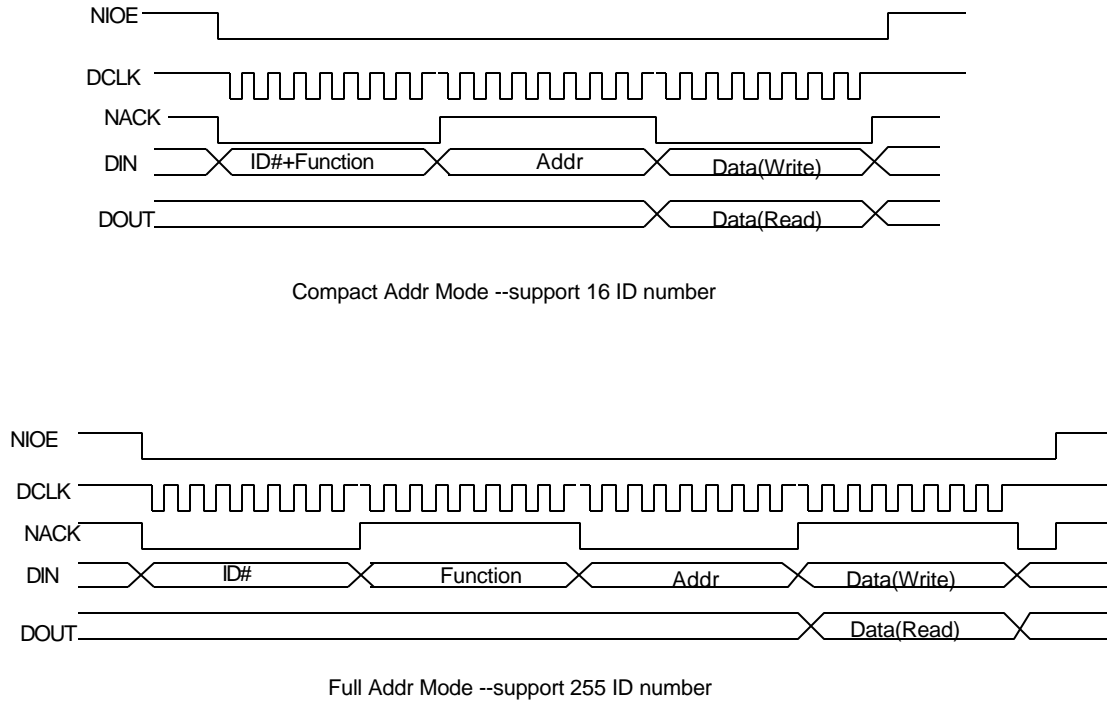 NIOE
DCLK
NACK
DIN ID#+Function Addr Data(Write)
DOUT Data(Read)
Compact Addr Mode --support 16 ID number
NIOE
DCLK
NACK
DIN ID# Function Addr Data(Write)
DOUT Data(Read)
Full Addr Mode --support 255 ID number